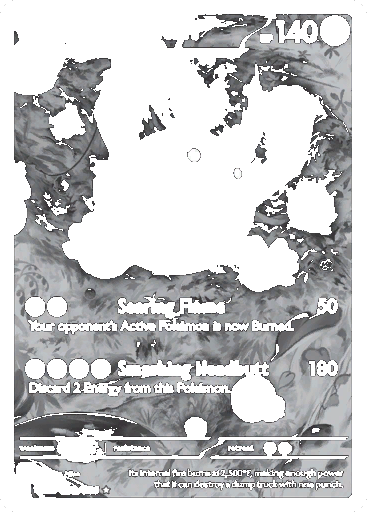 140
Searing Flame 50
Your opponent's Active Pokémon is now Burned.
Smashing Headbutt 180
Discard 2 Energy from this Pokémon.
weakness resistance retreat
Its internal fire burns at 2,500°F, making enough power
that it can destroy a dump truck with one punch.